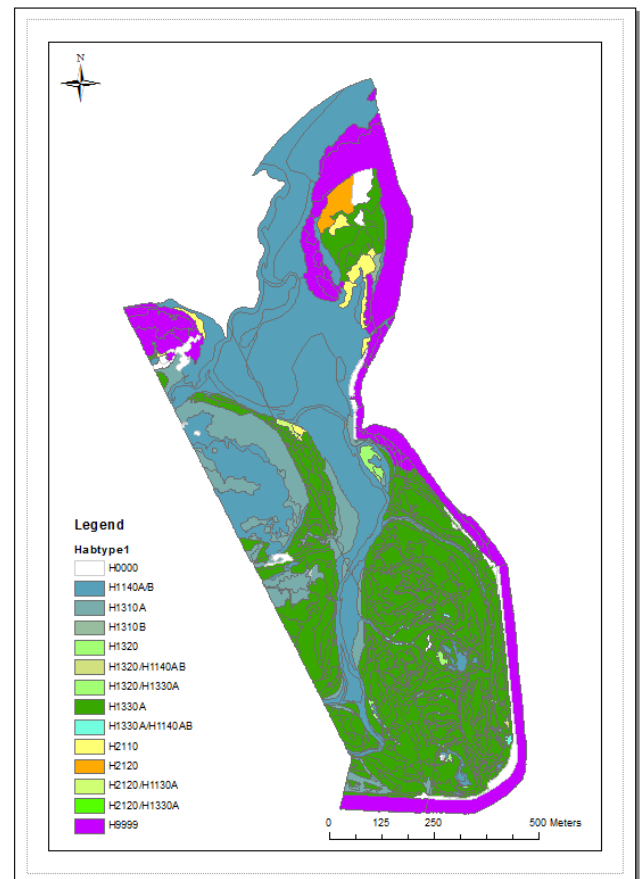 N
Legend
Habtype1
H0000
H1140A/B
H1310A
H1310B
H1320
H1320/H1140AB
H1320/H1330A
H1330A
H1330A/H1140AB
H2110
H2120
H2120/H1130A
H2120/H1330A
H9999
0 125 250 500 Meters